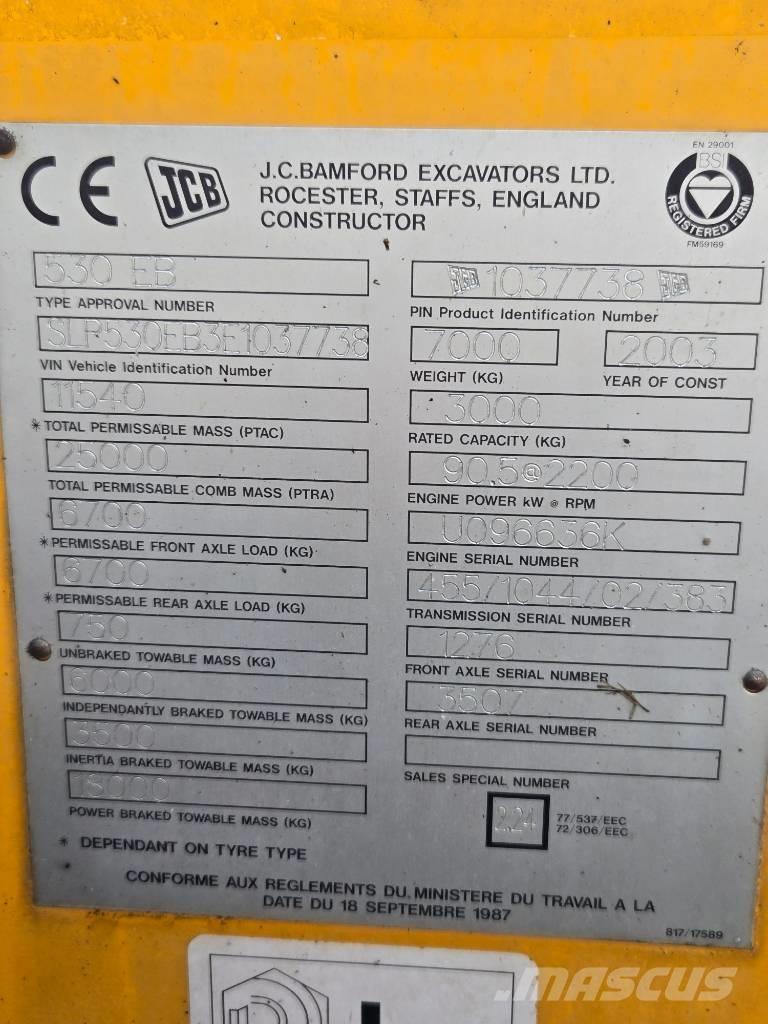 CE JCB
J.C.BAMFORD EXCAVATORS LTD.
ROCESTER, STAFFS, ENGLAND
CONSTRUCTOR
EN 29001
BSI
REGISTERED FIRM
FM59169
530 EB
TYPE APPROVAL NUMBER
SLP530EB3E1037738
VIN Vehicle Identification Number
11540
*TOTAL PERMISSABLE MASS (PTAC)
25000
TOTAL PERMISSABLE COMB MASS (PTRA)
6700
*PERMISSABLE FRONT AXLE LOAD (KG)
6700
*PERMISSABLE REAR AXLE LOAD (KG)
750
UNBRAKED TOWABLE MASS (KG)
6000
INDEPENDANTLY BRAKED TOWABLE MASS (KG)
3500
INERTIA BRAKED TOWABLE MASS (KG)
18000
POWER BRAKED TOWABLE MASS (KG)
* DEPENDANT ON TYRE TYPE
JCB 1037738 JCB
PIN Product Identification Number
7000 2003
WEIGHT (KG) YEAR OF CONST
3000
RATED CAPACITY (KG)
90.5@2200
ENGINE POWER kW @ RPM
U096636K
ENGINE SERIAL NUMBER
455/1044/02/383
TRANSMISSION SERIAL NUMBER
1276
FRONT AXLE SERIAL NUMBER
3507
REAR AXLE SERIAL NUMBER
SALES SPECIAL NUMBER
2.24
77/537/EEC
72/306/EEC
CONFORME AUX REGLEMENTS DU MINISTERE DU TRAVAIL A LA
DATE DU 18 SEPTEMBRE 1987
817/17589
MASCUS